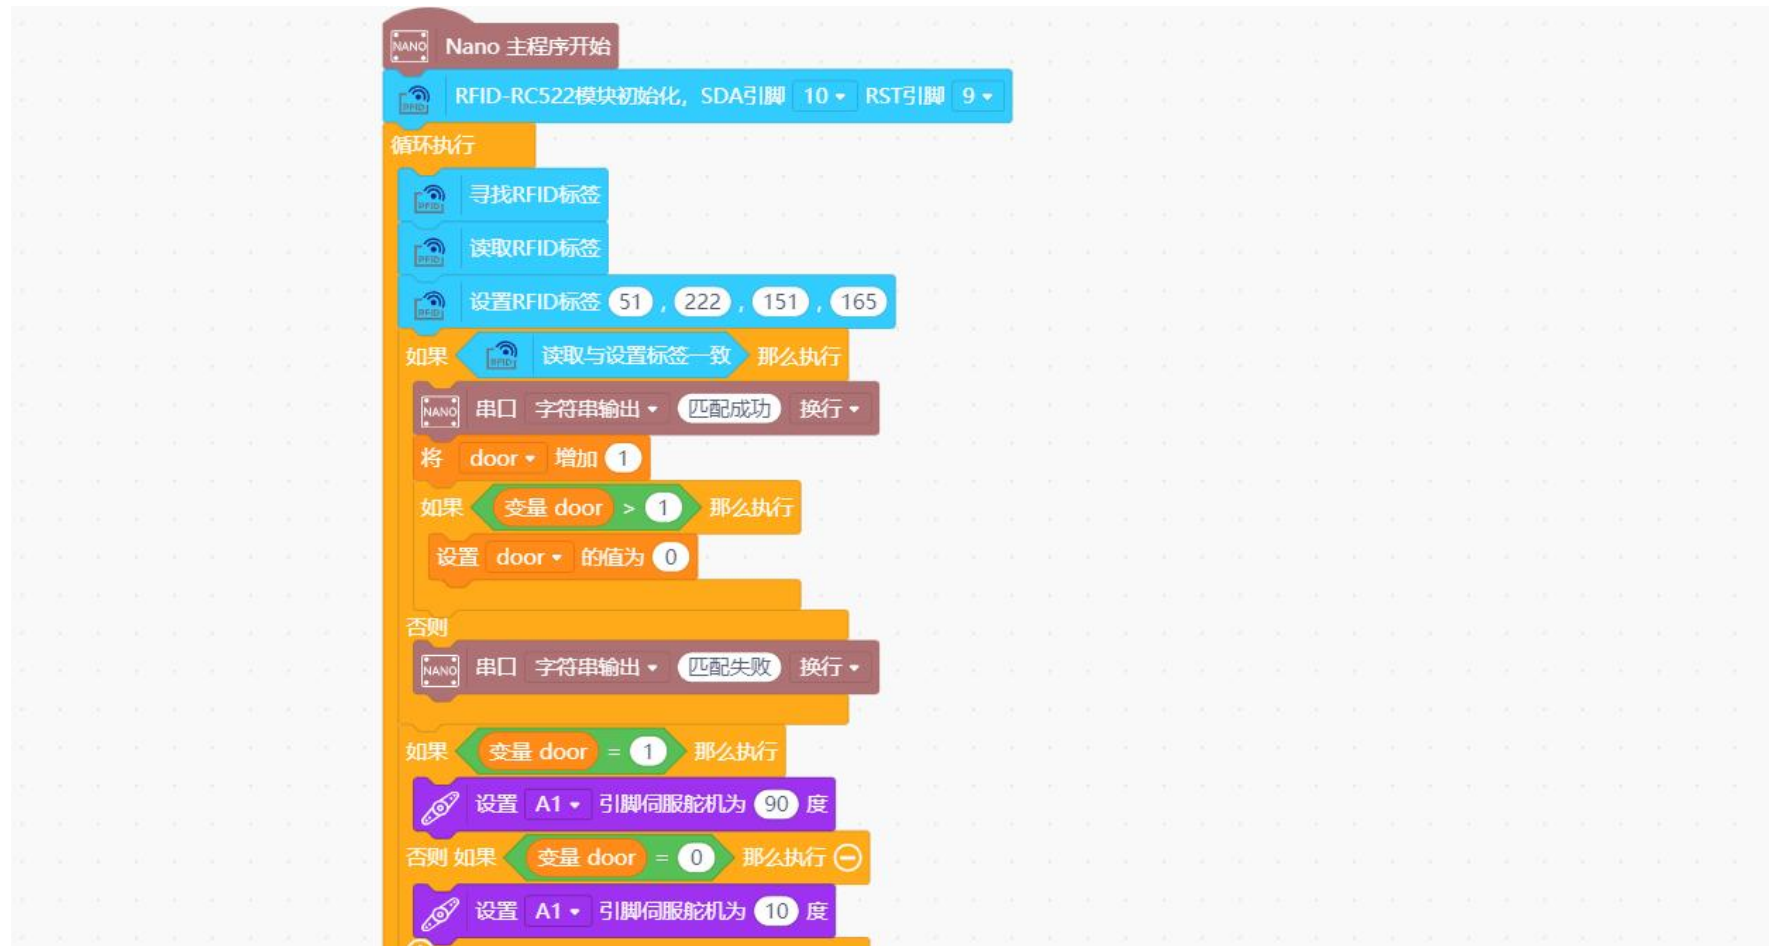 NANO Nano 主程序开始
RFID RFID-RC522模块初始化，SDA引脚 10 RST引脚 9
循环执行
RFID 寻找RFID标签
RFID 读取RFID标签
RFID 设置RFID标签 51 , 222 , 151 , 165
如果 RFID 读取与设置标签一致 那么执行
NANO 串口 字符串输出 匹配成功 换行
将 door 增加 1
如果 变量 door > 1 那么执行
设置 door 的值为 0
否则
NANO 串口 字符串输出 匹配失败 换行
如果 变量 door = 1 那么执行
设置 A1 引脚伺服舵机为 90 度
否则 如果 变量 door = 0 那么执行
设置 A1 引脚伺服舵机为 10 度